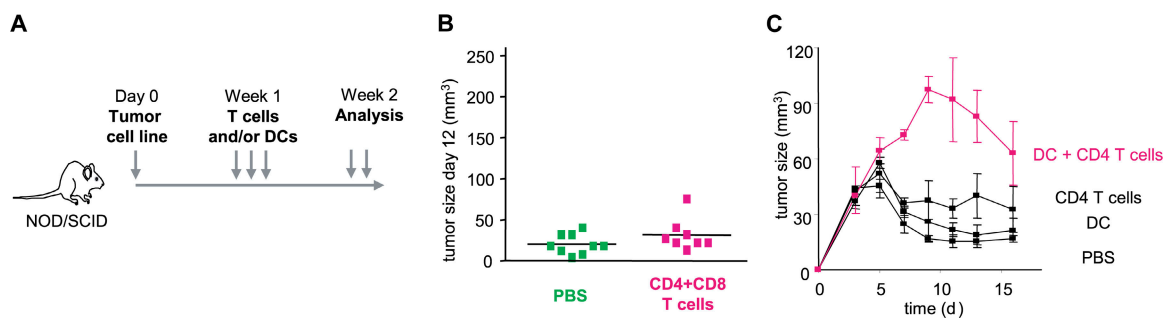 A
Day 0
Tumor
cell line
Week 1
T cells
and/or DCs
Week 2
Analysis
NOD/SCID
B
tumor size day 12 (mm³)
250
200
150
100
50
0
PBS
CD4+CD8
T cells
C
tumor size (mm³)
120
90
60
30
0
0
5
10
15
time (d)
DC + CD4 T cells
CD4 T cells
DC
PBS